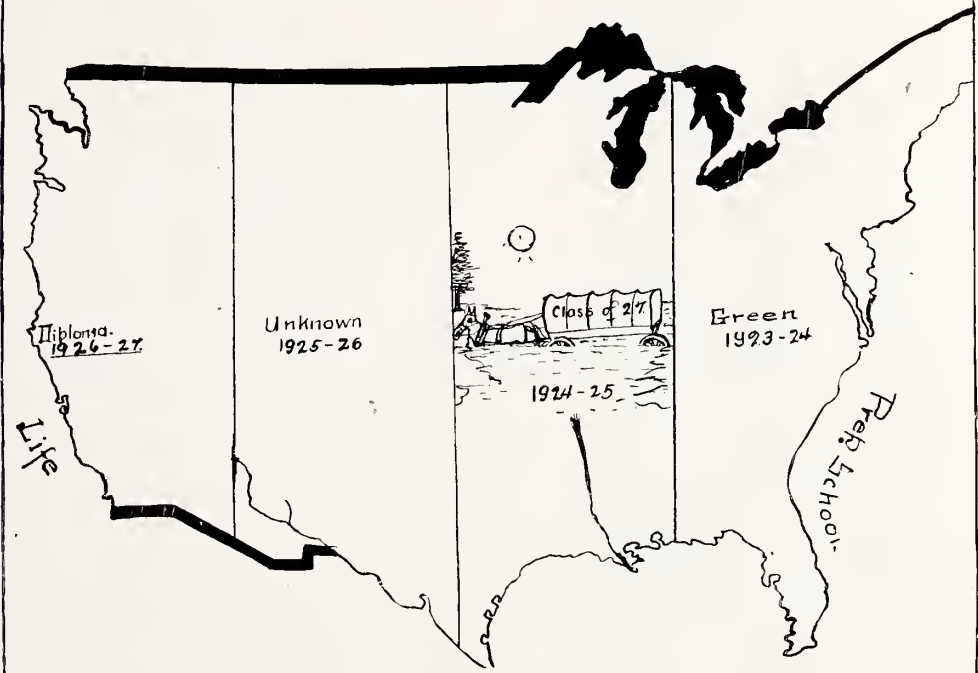 Diploma.
1926-27
Life
Unknown
1925-26
Class of 27.
1924-25
Green
1923-24
Prep. School.